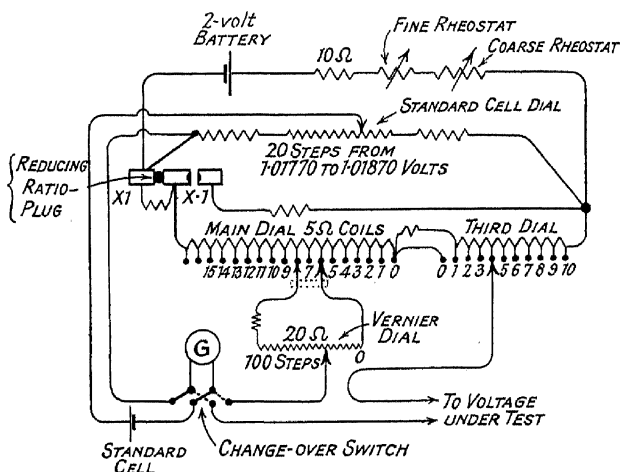 2-volt
BATTERY
FINE RHEOSTAT
COARSE RHEOSTAT
10Ω
STANDARD CELL DIAL
20 STEPS FROM
1·01770 TO 1·01870 VOLTS
REDUCING
RATIO-
PLUG
X1
X·1
MAIN DIAL 5Ω COILS
THIRD DIAL
15 14 13 12 11 10 9 7 5 4 3 2 1 0
0 1 2 3 5 6 7 8 9 10
20 Ω
VERNIER
DIAL
100 STEPS
0
G
TO VOLTAGE
UNDER TEST
STANDARD
CELL
CHANGE-OVER SWITCH